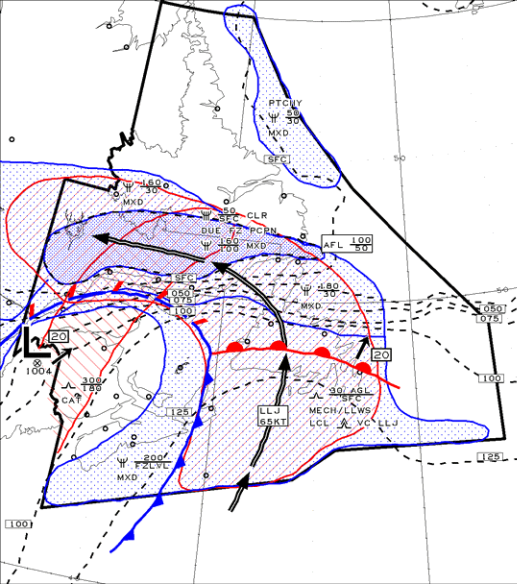 PTCHY
50
30
MXD
SFC
50
160
30
MXD
50
SFC
CLR
DUE FZ PCPN
160
100
MXD
AFL
100
50
SFC
050
075
100
180
30
MXD
50
050
075
20
L
1004
20
100
300
180
CAT
30 AGL
SFC
MECH/LLWS
LCL
VC LLJ
125
LLJ
65KT
200
FZLVL
MXD
125
100